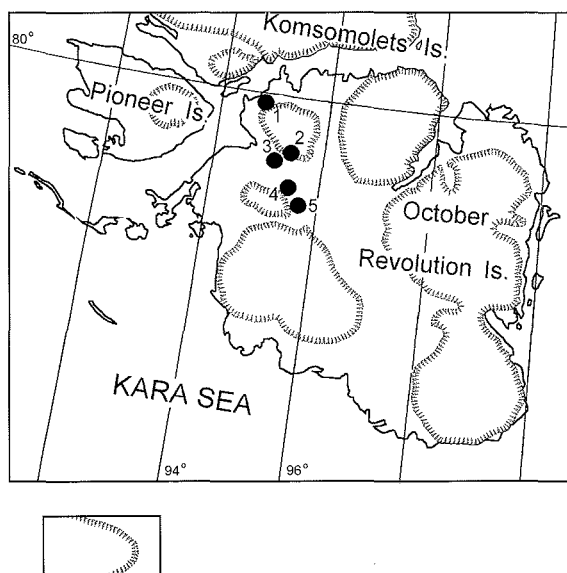 Komsomolets Is.
80°
Pioneer Is.
1
2
3
4
5
October
Revolution Is.
KARA SEA
94°
96°